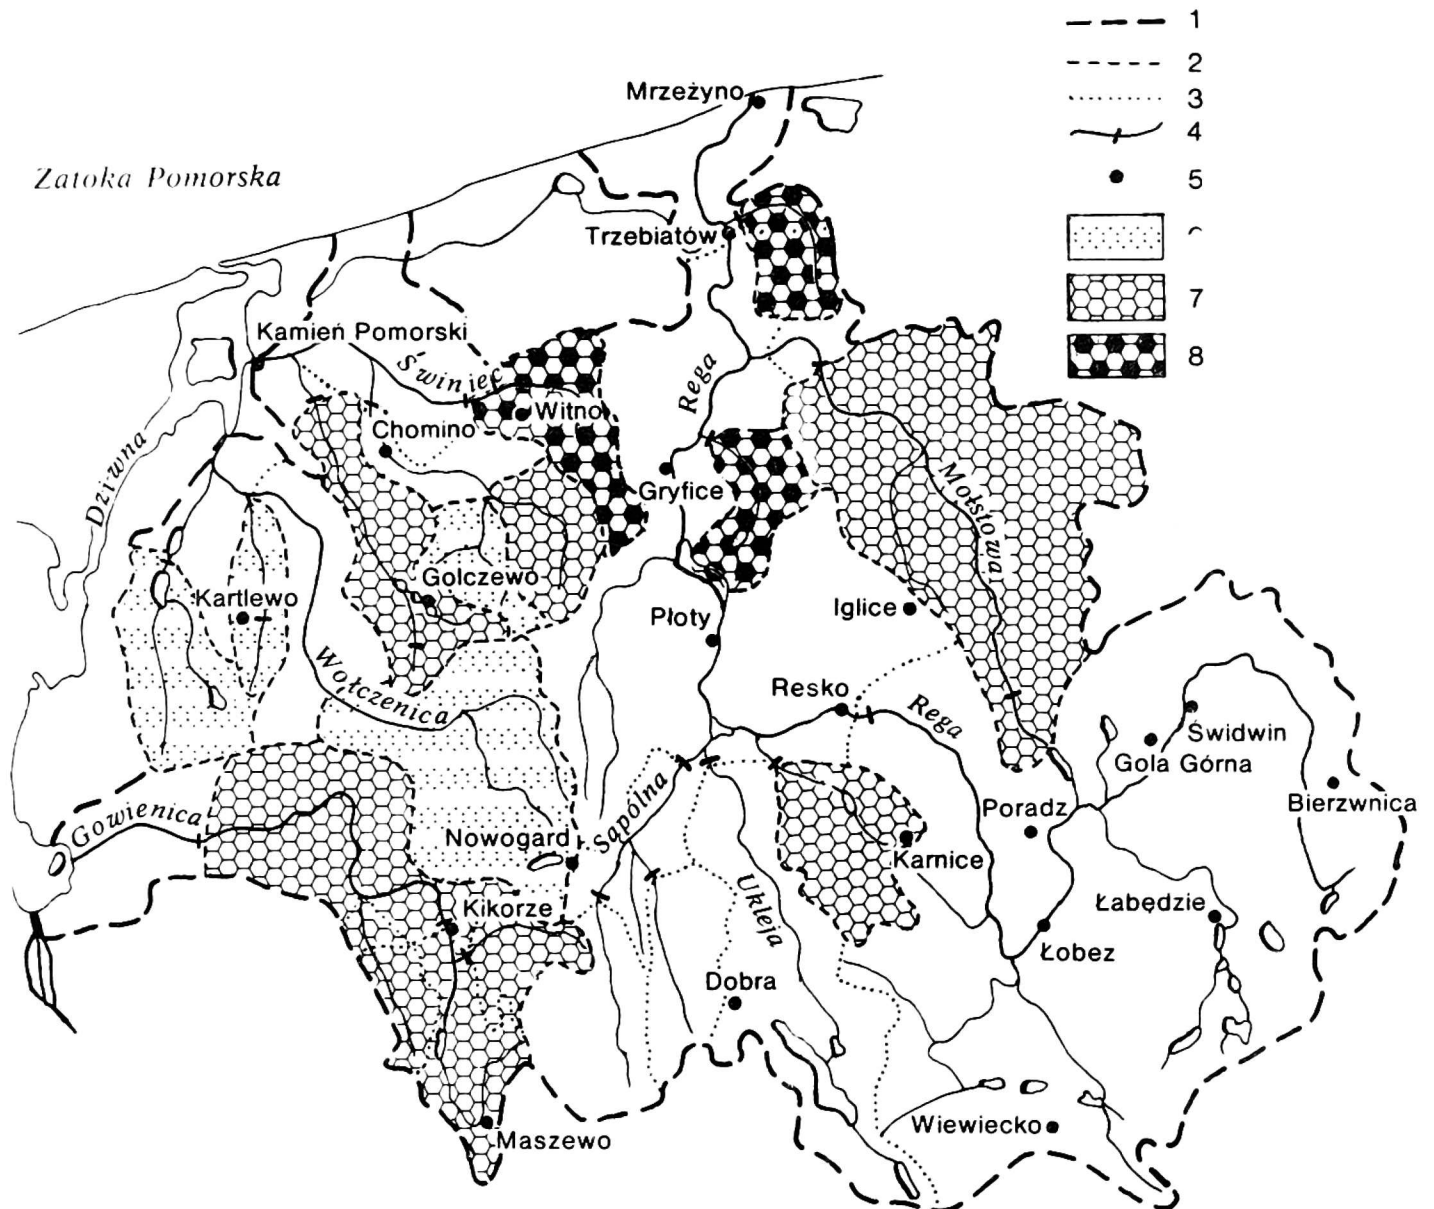 1
2
Mrzeżyno
3
4
Zatoka Pomorska
5
Trzebiatów
7
Kamień Pomorski
8
Świniec
Rega
Witno
Chomino
Dziwna
Gryfice
Mołstowa
Golczewo
Kartlewo
Iglice
Płoty
Wołczenica
Resko
Rega
Świdwin
Gola Górna
Bierzwnica
Gowienica
Sąpólna
Poradz
Nowogard
Karnice
Kikorze
Ukleja
Łabędzie
Łobez
Dobra
Wiewiecko
Maszewo